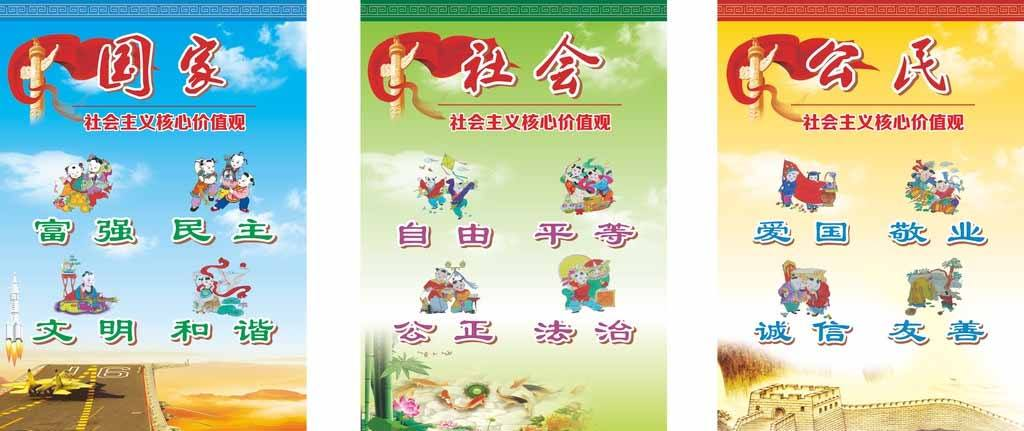 国家
社会主义核心价值观
富强 民主
文明 和谐
16
社会
社会主义核心价值观
自由 平等
公正 法治
公民
社会主义核心价值观
爱国 敬业
诚信 友善